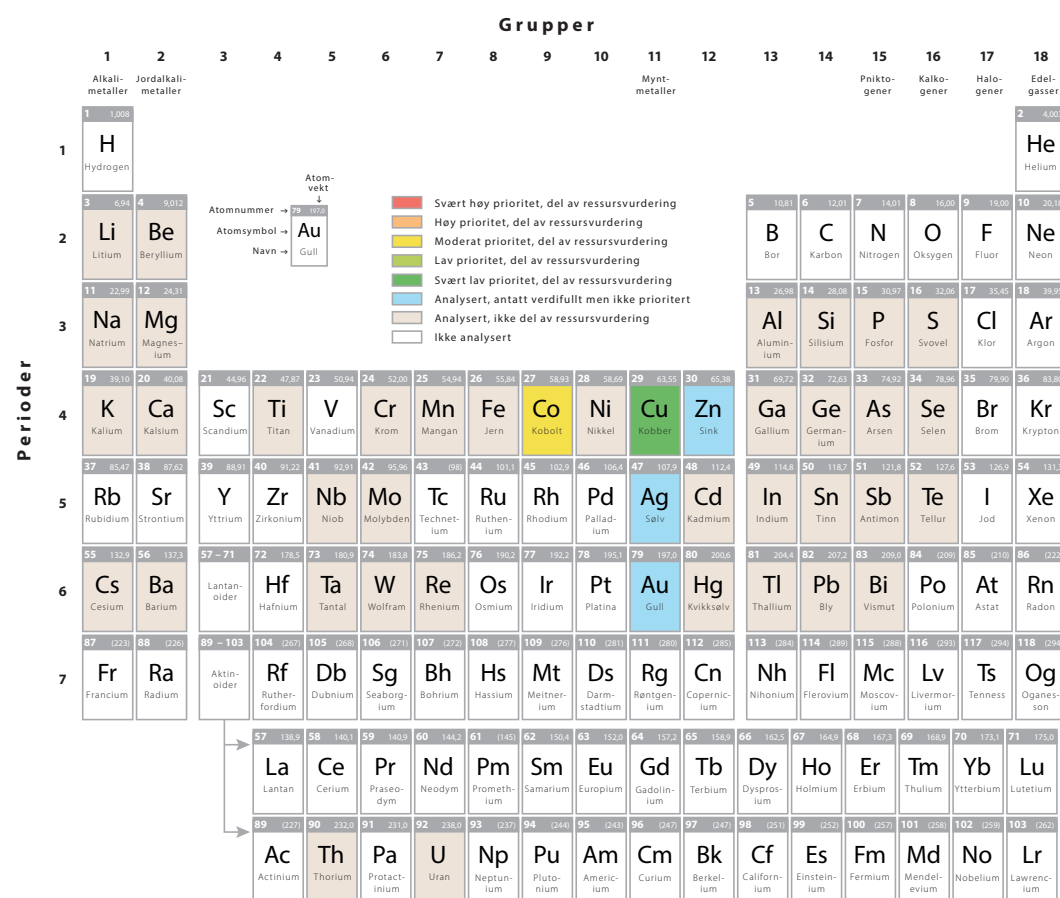 Grupper
1 2 3 4 5 6 7 8 9 10 11 12 13 14 15 16 17 18
Alkali- Jordalkali- Mynt- Pnikto- Kalko- Halo- Edel-
metaller metaller metaller gener gener gener gasser
Perioder
1 1,008 2 4,003
1 H He
Hydrogen Helium
Atom-
vekt
↓
Atomnummer → 79 197,0
Atomsymbol → Au
Navn → Gull
Svært høy prioritet, del av ressursvurdering
Høy prioritet, del av ressursvurdering
Moderat prioritet, del av ressursvurdering
Lav prioritet, del av ressursvurdering
Svært lav prioritet, del av ressursvurdering
Analysert, antatt verdifullt men ikke prioritert
Analysert, ikke del av ressursvurdering
Ikke analysert
3 6,94 4 9,012 5 10,81 6 12,01 7 14,01 8 16,00 9 19,00 10 20,18
2 Li Be B C N O F Ne
Litium Beryllium Bor Karbon Nitrogen Oksygen Fluor Neon
11 22,99 12 24,31 13 26,98 14 28,08 15 30,97 16 32,06 17 35,45 18 39,95
3 Na Mg Al Si P S Cl Ar
Natrium Magnes– Alumin- Silisium Fosfor Svovel Klor Argon
ium ium
19 39,10 20 40,08 21 44,96 22 47,87 23 50,94 24 52,00 25 54,94 26 55,84 27 58,93 28 58,69 29 63,55 30 65,38 31 69,72 32 72,63 33 74,92 34 78,96 35 79,90 36 83,80
4 K Ca Sc Ti V Cr Mn Fe Co Ni Cu Zn Ga Ge As Se Br Kr
Kalium Kalsium Scandium Titan Vanadium Krom Mangan Jern Kobolt Nikkel Kobber Sink Gallium German- Arsen Selen Brom Krypton
ium
37 85,47 38 87,62 39 88,91 40 91,22 41 92,91 42 95,96 43 (98) 44 101,1 45 102,9 46 106,4 47 107,9 48 112,4 49 114,8 50 118,7 51 121,8 52 127,6 53 126,9 54 131,
5 Rb Sr Y Zr Nb Mo Tc Ru Rh Pd Ag Cd In Sn Sb Te I Xe
Rubidium Strontium Yttrium Zirkonium Niob Molybden Technet- Ruthen- Rhodium Pallad- Sølv Kadmium Indium Tinn Antimon Tellur Jod Xenon
ium ium ium
55 132,9 56 137,3 57 – 71 72 178,5 73 180,9 74 183,8 75 186,2 76 190,2 77 192,2 78 195,1 79 197,0 80 200,6 81 204,4 82 207,2 83 209,0 84 (209) 85 (210) 86 (222
6 Cs Ba Lantan- Hf Ta W Re Os Ir Pt Au Hg Tl Pb Bi Po At Rn
Cesium Barium oider Hafnium Tantal Wolfram Rhenium Osmium Iridium Platina Gull Kvikksølv Thallium Bly Vismut Polonium Astat Radon
87 (223) 88 (226) 89 – 103 104 (267) 105 (268) 106 (271) 107 (272) 108 (277) 109 (276) 110 (281) 111 (280) 112 (285) 113 (284) 114 (289) 115 (288) 116 (293) 117 (294) 118 (294
7 Fr Ra Aktin- Rf Db Sg Bh Hs Mt Ds Rg Cn Nh Fl Mc Lv Ts Og
Francium Radium oider Ruther- Dubnium Seaborg- Bohrium Hassium Meitner- Darm- Røntgen- Copernic- Nihonium Flerovium Moscov- Livermor- Tenness Oganes-
fordium ium ium stadtium ium ium ium ium son
57 138,9 58 140,1 59 140,9 60 144,2 61 (145) 62 150,4 63 152,0 64 157,2 65 158,9 66 162,5 67 164,9 68 167,3 69 168,9 70 173,1 71 175,0
La Ce Pr Nd Pm Sm Eu Gd Tb Dy Ho Er Tm Yb Lu
Lantan Cerium Praseo- Neodym Prometh- Samarium Europium Gadolin- Terbium Dyspros- Holmium Erbium Thulium Ytterbium Lutetium
dym ium ium ium
89 (227) 90 232,0 91 231,0 92 238,0 93 (237) 94 (244) 95 (243) 96 (247) 97 (247) 98 (251) 99 (252) 100 (257) 101 (258) 102 (259) 103 (262)
Ac Th Pa U Np Pu Am Cm Bk Cf Es Fm Md No Lr
Actinium Thorium Protact- Uran Neptun- Pluto- Americ- Curium Berkel- Californ- Einstein- Fermium Mendel- Nobelium Lawrenc-
inium ium nium ium ium ium ium evium ium